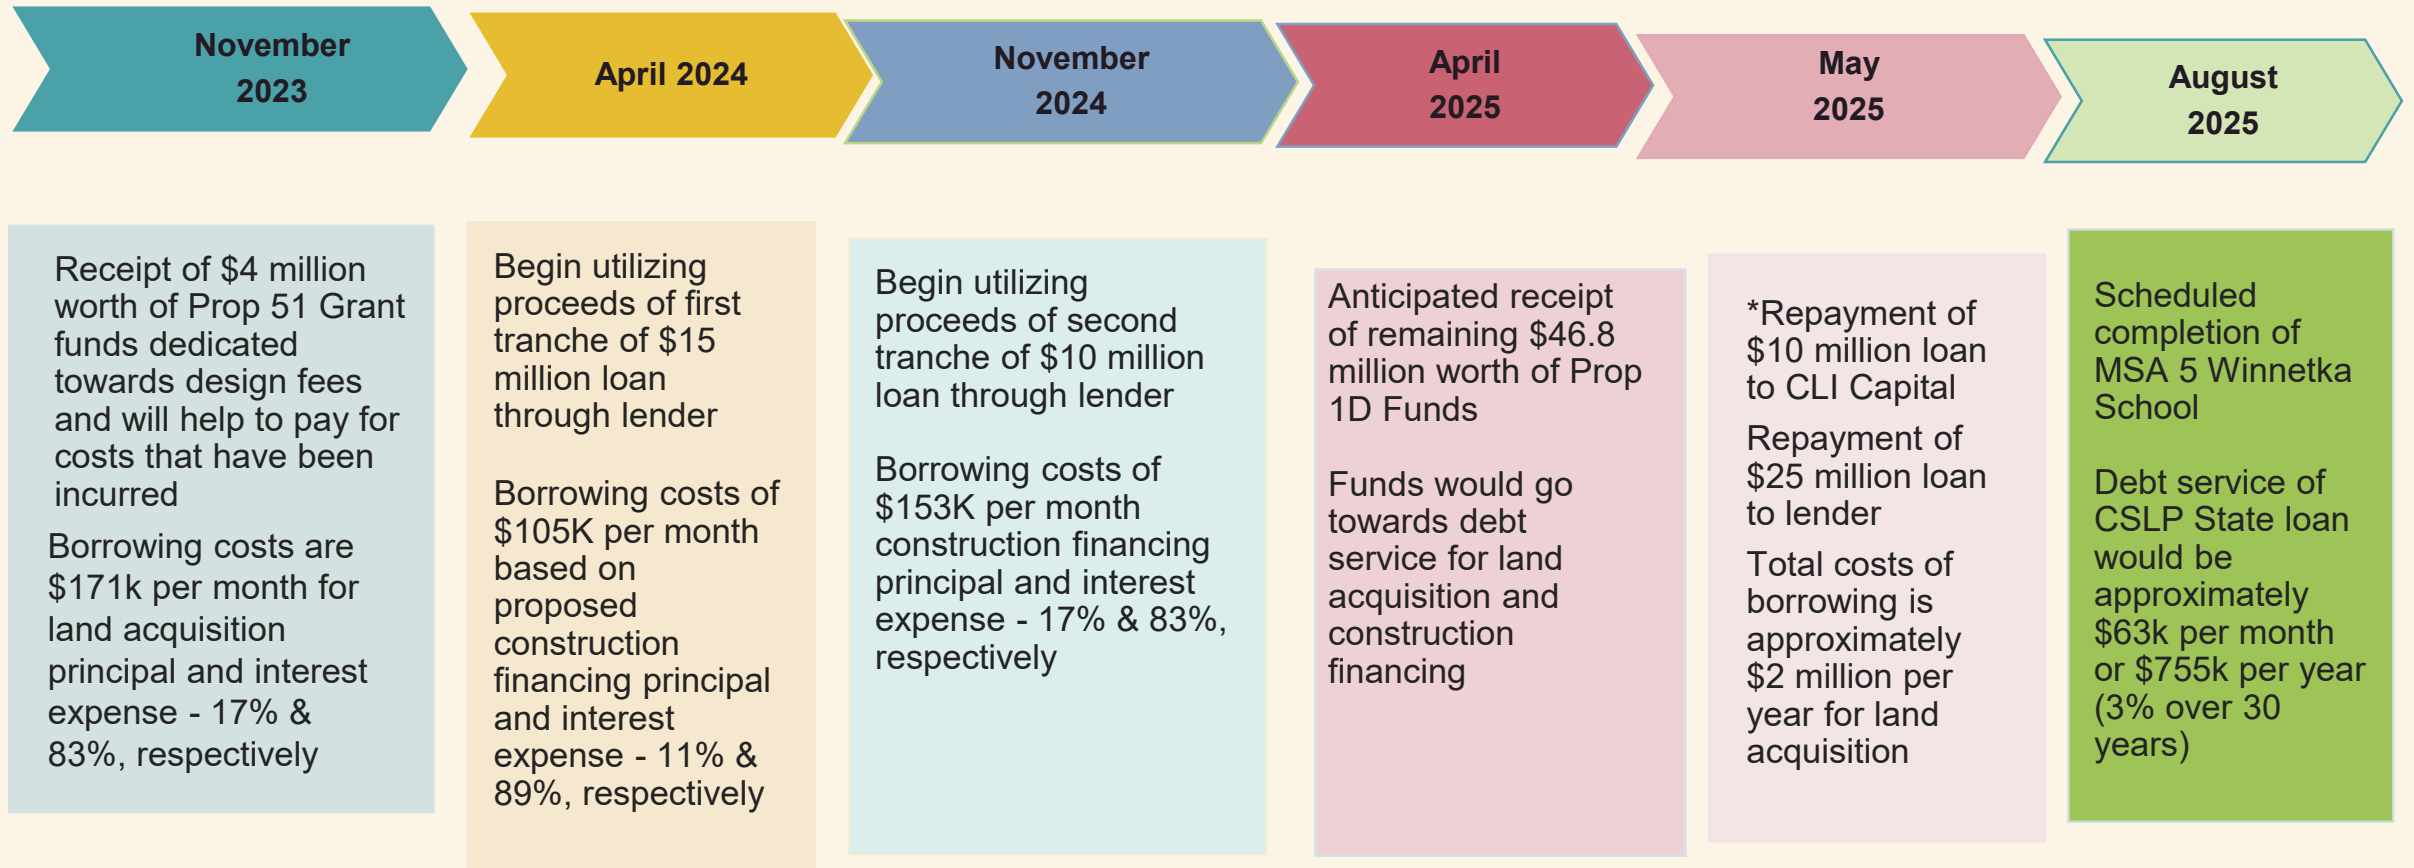 November
2023
April 2024
November
2024
April
2025
May
2025
August
2025
Receipt of $4 million
worth of Prop 51 Grant
funds dedicated
towards design fees
and will help to pay for
costs that have been
incurred
Borrowing costs are
$171k per month for
land acquisition
principal and interest
expense - 17% &
83%, respectively
Begin utilizing
proceeds of first
tranche of $15
million loan
through lender
Borrowing costs of
$105K per month
based on
proposed
construction
financing principal
and interest
expense - 11% &
89%, respectively
Begin utilizing
proceeds of second
tranche of $10 million
loan through lender
Borrowing costs of
$153K per month
construction financing
principal and interest
expense - 17% & 83%,
respectively
Anticipated receipt
of remaining $46.8
million worth of Prop
1D Funds
Funds would go
towards debt
service for land
acquisition and
construction
financing
*Repayment of
$10 million loan
to CLI Capital
Repayment of
$25 million loan
to lender
Total costs of
borrowing is
approximately
$2 million per
year for land
acquisition
Scheduled
completion of
MSA 5 Winnetka
School
Debt service of
CSLP State loan
would be
approximately
$63k per month
or $755k per year
(3% over 30
years)